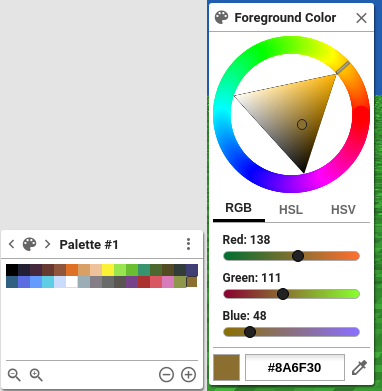 Foreground Color
RGB
HSL
HSV
Red: 138
Green: 111
Blue: 48
#8A6F30
Palette #1